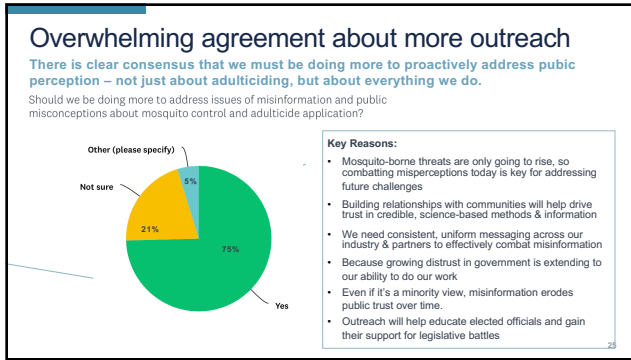 Overwhelming agreement about more outreach
There is clear consensus that we must be doing more to proactively address pubic
perception – not just about adulticiding, but about everything we do.
Should we be doing more to address issues of misinformation and public
misconceptions about mosquito control and adulticide application?
Other (please specify)
5%
Not sure
21%
75%
Yes
Key Reasons:
• Mosquito-borne threats are only going to rise, so
combatting misperceptions today is key for addressing
future challenges
• Building relationships with communities will help drive
trust in credible, science-based methods & information
• We need consistent, uniform messaging across our
industry & partners to effectively combat misinformation
• Because growing distrust in government is extending to
our ability to do our work
• Even if it's a minority view, misinformation erodes
public trust over time.
• Outreach will help educate elected officials and gain
their support for legislative battles
25